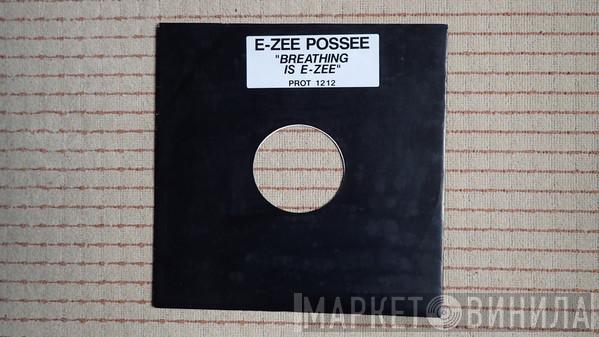 E-ZEE POSSEE
"BREATHING
IS E-ZEE"
PROT 1212
МАРКЕТ ВИНИЛА